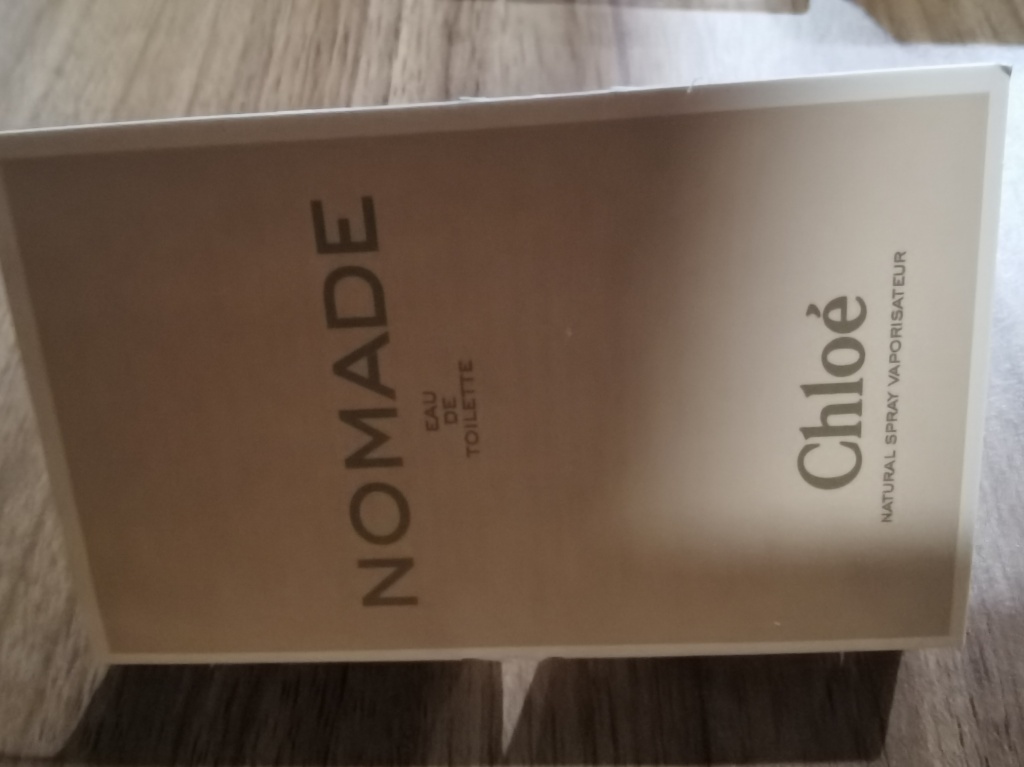 NOMADE
EAU
DE
TOILETTE
Chloé
NATURAL SPRAY VAPORISATEUR